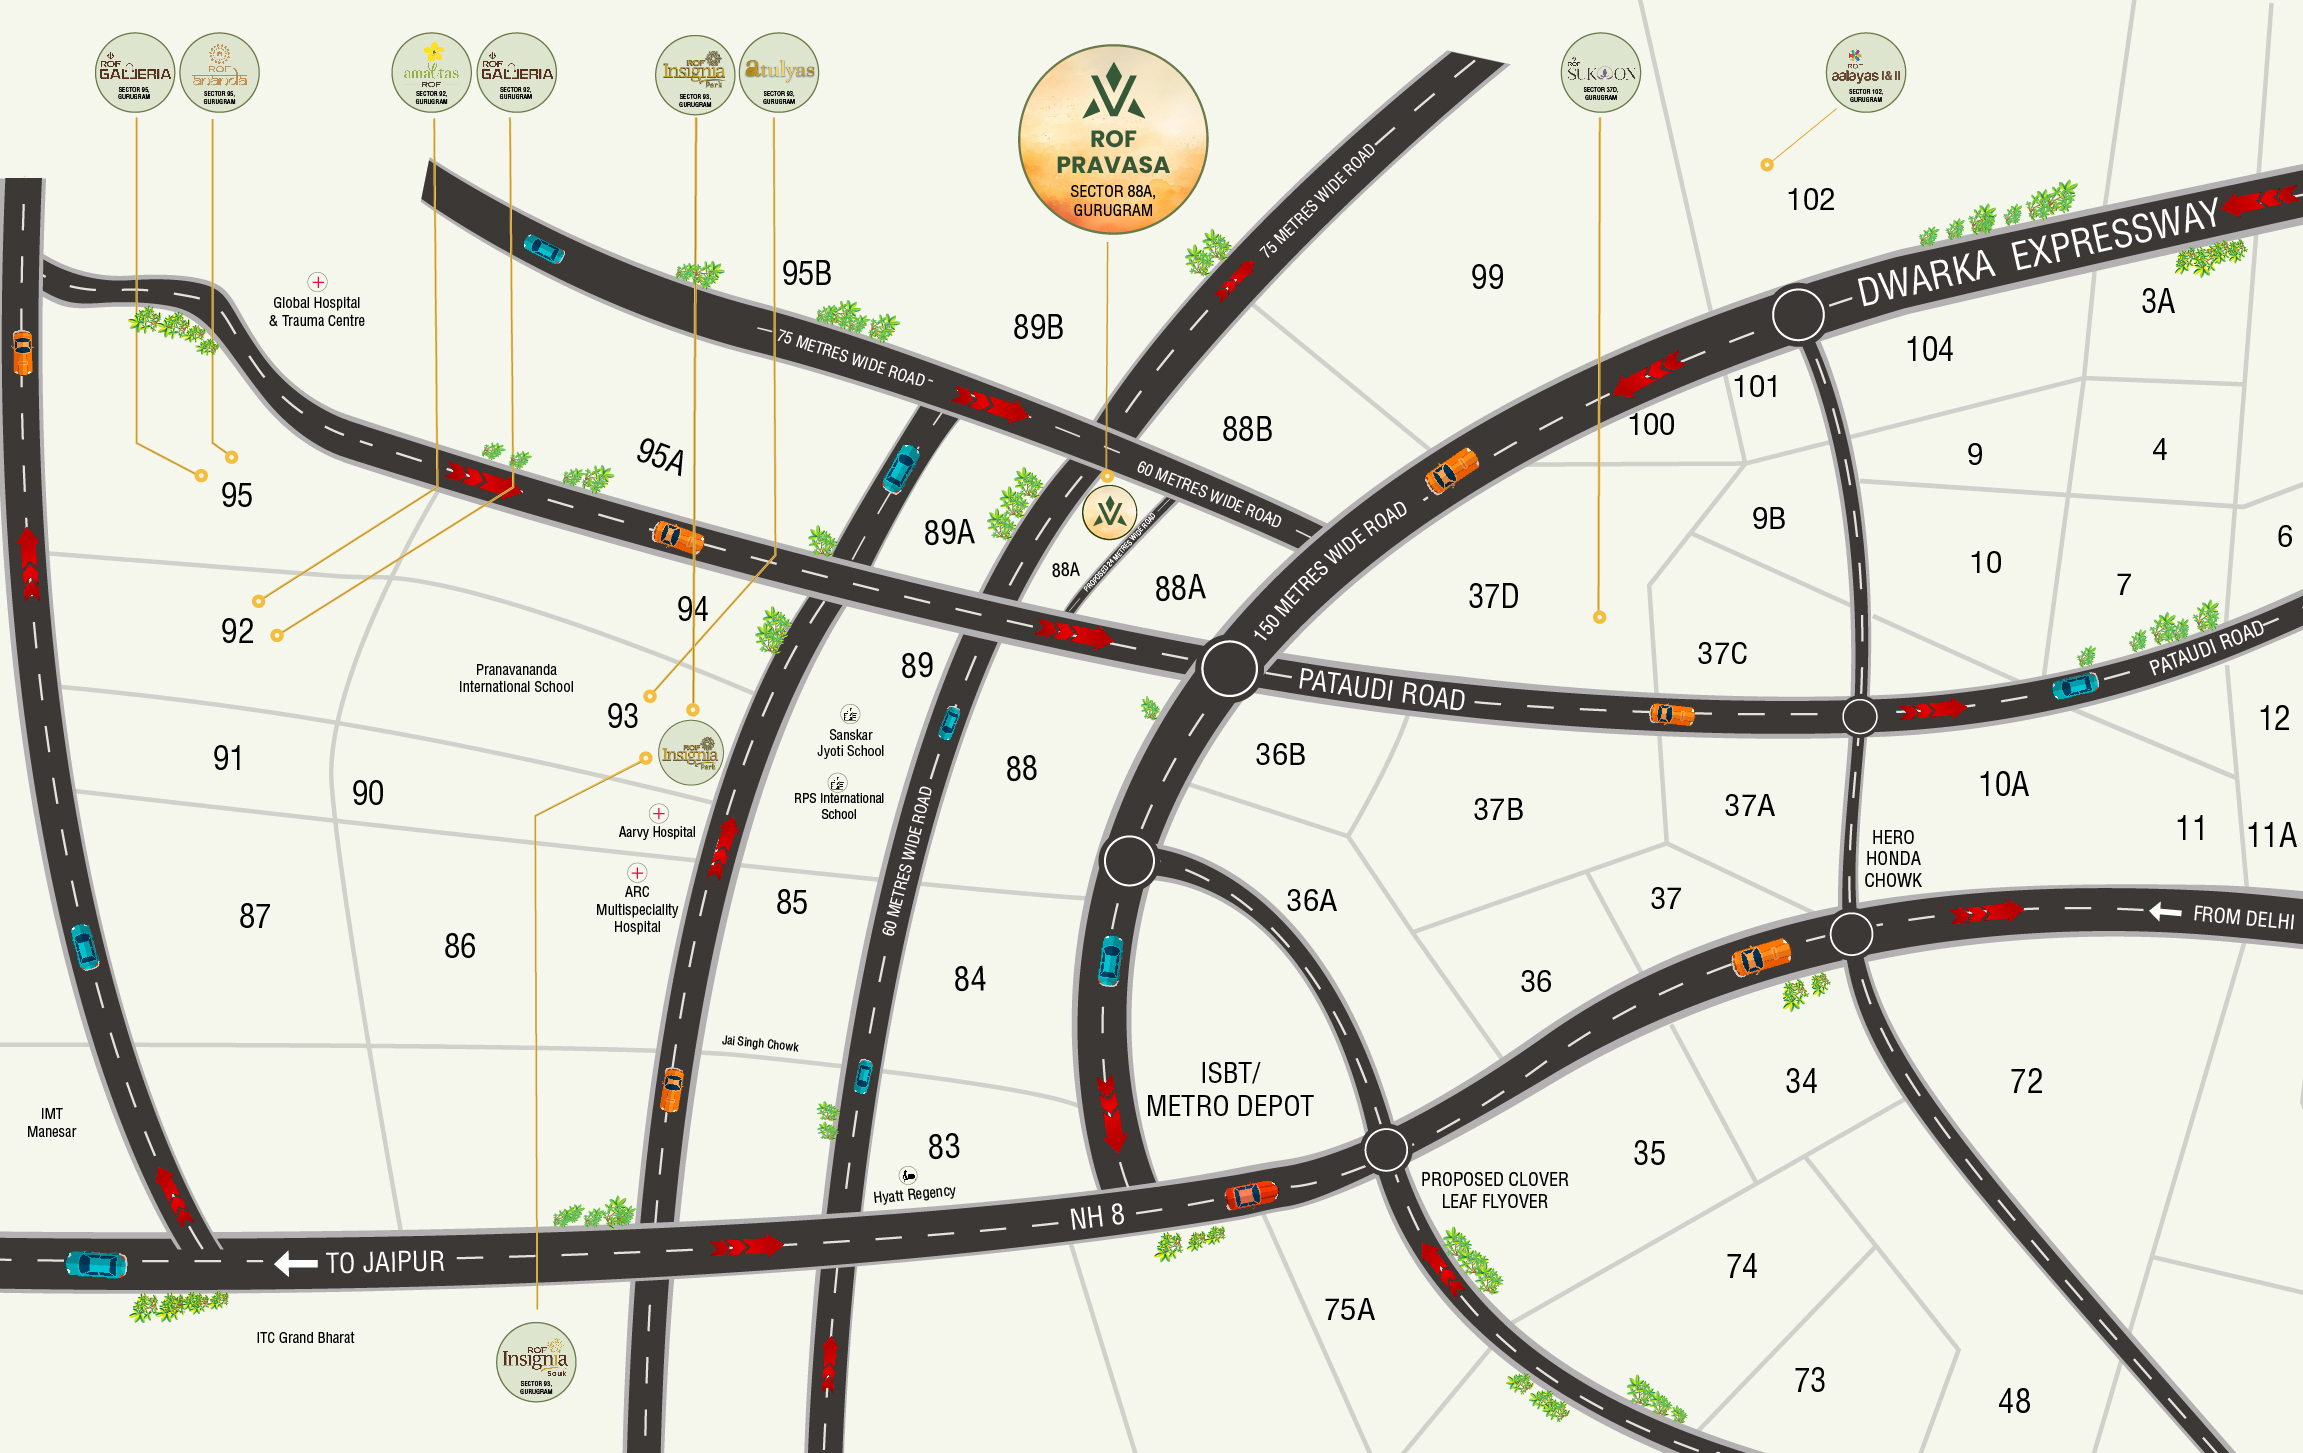 ROF
GALLERIA
SECTOR 95,
GURUGRAM
ROF
ananda
SECTOR 95,
GURUGRAM
amaltas
ROF
SECTOR 92,
GURUGRAM
ROF
GALLERIA
SECTOR 92,
GURUGRAM
ROF
Insignia
Park
SECTOR 93,
GURUGRAM
atulyas
SECTOR 93,
GURUGRAM
ROF
PRAVASA
SECTOR 88A,
GURUGRAM
ROF
SUKOON
SECTOR 37D,
GURUGRAM
ROF
aalayas I & II
SECTOR 102,
GURUGRAM
75 METRES WIDE ROAD
102
DWARKA EXPRESSWAY
95B
99
Global Hospital
& Trauma Centre
89B
3A
75 METRES WIDE ROAD
104
101
100
88B
95A
9
4
95
60 METRES WIDE ROAD
150 METRES WIDE ROAD
9B
89A
6
88A
PROPOSED 24 METRES WIDE ROAD
88A
10
7
37D
94
92
PATAUDI ROAD
37C
89
Pranavananda
International School
PATAUDI ROAD
93
ROF
Insignia
Park
12
Sanskar
Jyoti School
91
36B
88
10A
90
RPS International
School
37B
37A
Aarvy Hospital
11
11A
60 METRES WIDE ROAD
HERO
HONDA
CHOWK
ARC
Multispeciality
Hospital
85
36A
37
87
FROM DELHI
86
84
36
Jai Singh Chowk
ISBT/
METRO DEPOT
34
72
IMT
Manesar
83
35
Hyatt Regency
PROPOSED CLOVER
LEAF FLYOVER
NH 8
TO JAIPUR
74
75A
ITC Grand Bharat
ROF
Insignia
Souk
SECTOR 93,
GURUGRAM
73
48